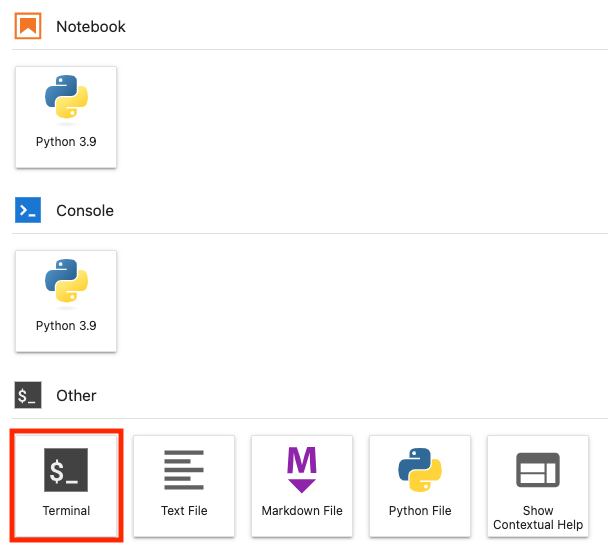 Notebook
Python 3.9
Console
Python 3.9
$_
Other
$_
Terminal
Text File
M
Markdown File
Python File
Show
Contextual Help